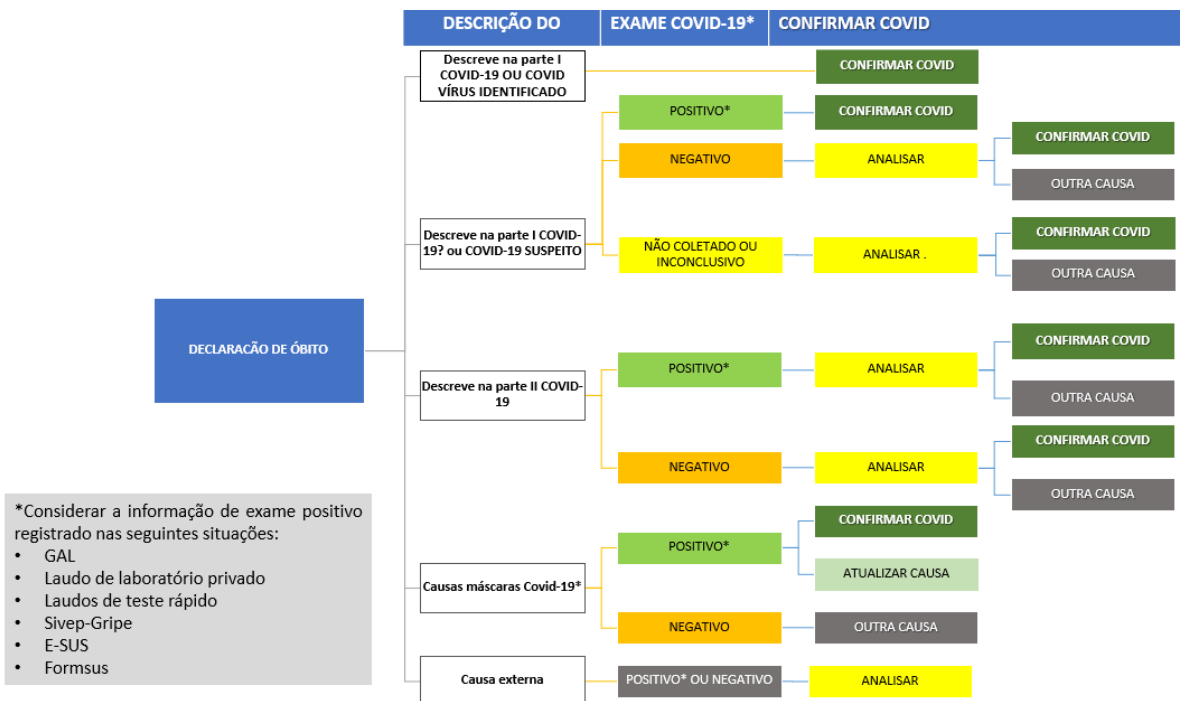 DESCRIÇÃO DO
EXAME COVID-19*
CONFIRMAR COVID
Descreve na parte I
COVID-19 OU COVID
VÍRUS IDENTIFICADO
CONFIRMAR COVID
POSITIVO*
CONFIRMAR COVID
NEGATIVO
ANALISAR
CONFIRMAR COVID
OUTRA CAUSA
Descreve na parte I COVID-
19? ou COVID-19 SUSPEITO
NÃO COLETADO OU
INCONCLUSIVO
ANALISAR .
CONFIRMAR COVID
OUTRA CAUSA
DECLARACÃO DE ÓBITO
Descreve na parte II COVID-
19
POSITIVO*
ANALISAR
CONFIRMAR COVID
OUTRA CAUSA
NEGATIVO
ANALISAR
CONFIRMAR COVID
OUTRA CAUSA
Causas máscaras Covid-19*
POSITIVO*
CONFIRMAR COVID
ATUALIZAR CAUSA
NEGATIVO
OUTRA CAUSA
Causa externa
POSITIVO* OU NEGATIVO
ANALISAR
*Considerar a informação de exame positivo
registrado nas seguintes situações:
• GAL
• Laudo de laboratório privado
• Laudos de teste rápido
• Sivep-Gripe
• E-SUS
• Formsus